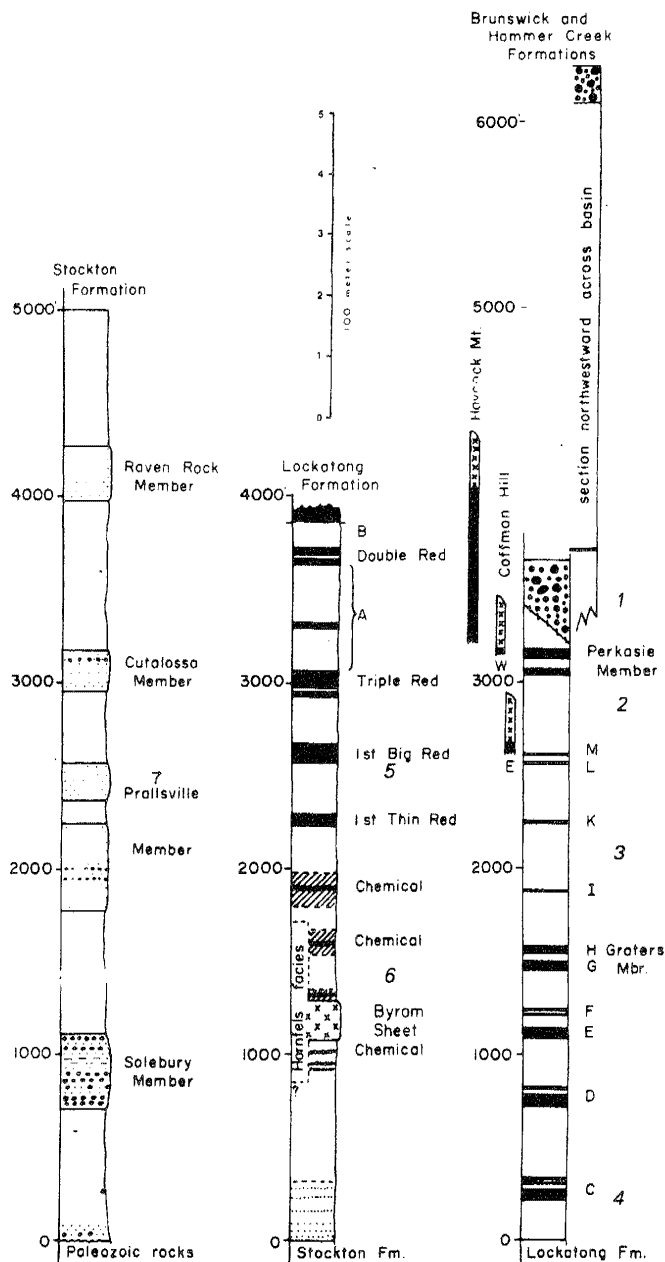 Brunswick and
Hammer Creek
Formations
6000'
5000
section northwestward across basin
Haycock Mt.
Coffman Hill
W
E
1
Perkasie
Member
3000
2
M
L
K
2000
3
I
H Graters
G Mbr.
F
E
1000
D
C
4
0
Lockatong Fm.
5
4
3
2
1
0
100 meter scale
Stockton
Formation
5000'
Raven Rock
Member
4000
Cutalossa
Member
3000
7
Prallsville
Member
2000
1000
Solebury
Member
0
Paleozoic rocks
Lockatong
Formation
4000
B
Double Red
A
3000
Triple Red
1st Big Red
5
1st Thin Red
2000
Chemical
Chemical
Hornfels facies
6
Byram
Sheet
1000
Chemical
?
0
Stockton Fm.